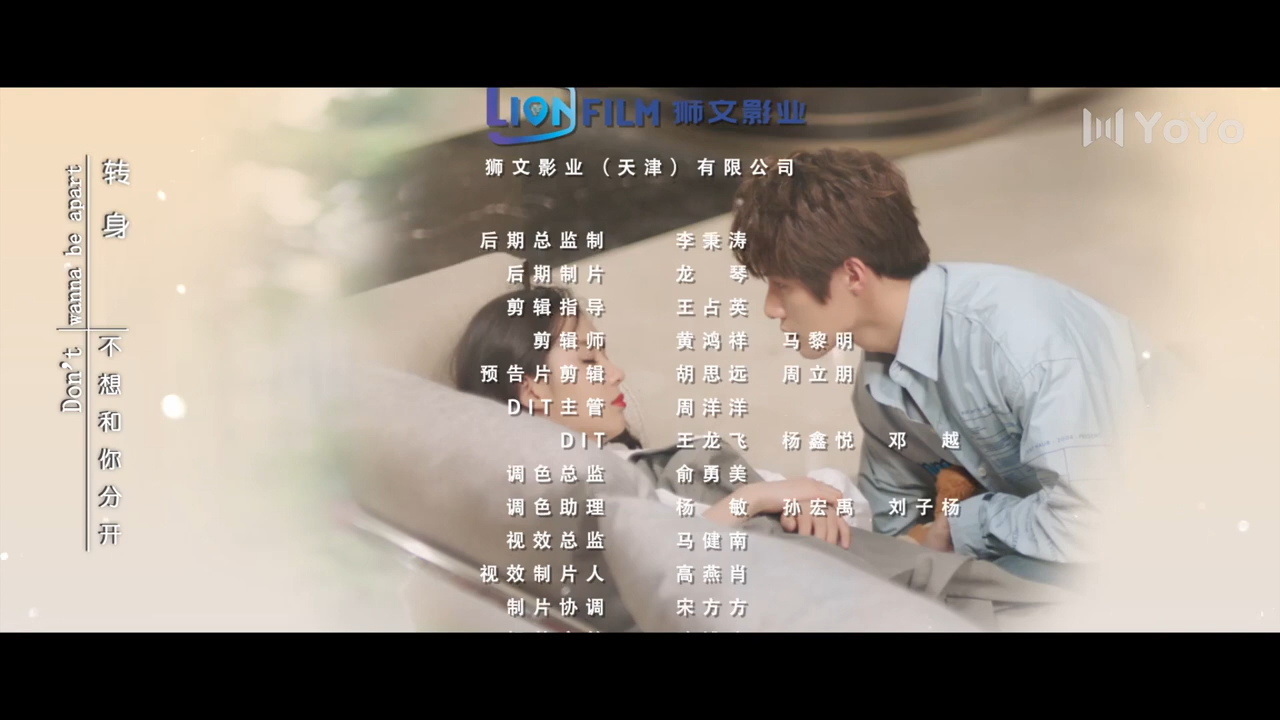 LION FILM 狮文影业
YoYo
狮文影业（天津）有限公司
转身
Don't wanna be apart
不想和你分开
后期总监制 李秉涛
后期制片 龙琴
剪辑指导 王占英
剪辑师 黄鸿祥 马黎明
预告片剪辑 胡思远 周立朋
DIT主管 周洋洋
DIT 王龙飞 杨鑫悦 邓越
调色总监 俞勇美
调色助理 杨敏 孙宏禹 刘子杨
视效总监 马健南
视效制片人 高燕肖
制片协调 宋方方